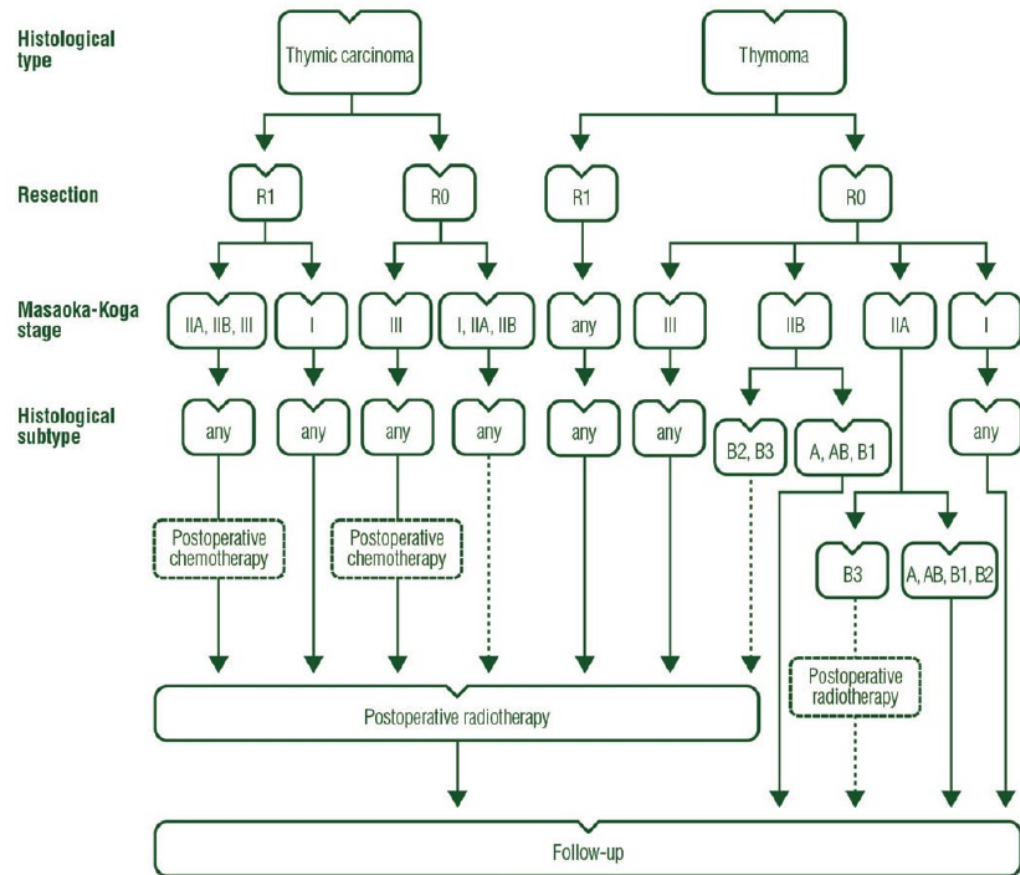 Histological
type
Thymic carcinoma
Thymoma
Resection
R1
R0
R1
R0
Masaoka-Koga
stage
IIA, IIB, III
I
III
I, IIA, IIB
any
III
IIB
IIA
I
Histological
subtype
any
any
any
any
any
any
B2, B3
A, AB, B1
any
Postoperative
chemotherapy
Postoperative
chemotherapy
B3
A, AB, B1, B2
Postoperative
radiotherapy
Postoperative radiotherapy
Follow-up